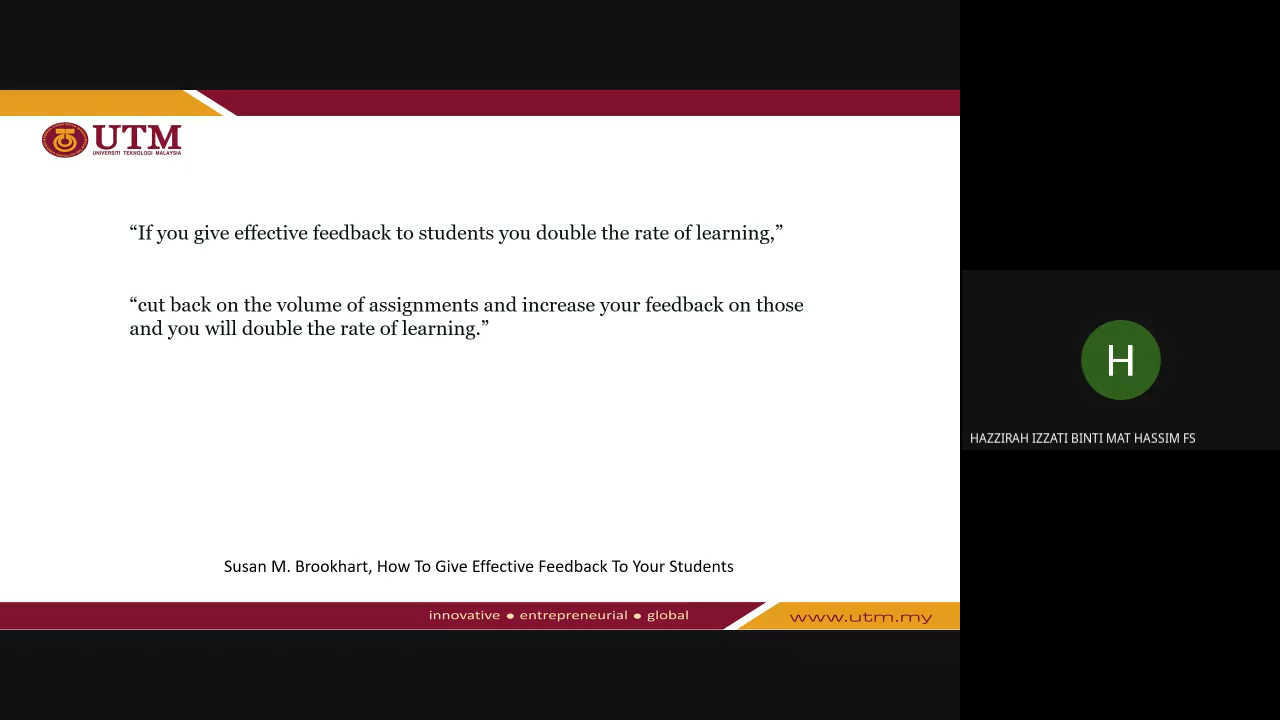 UTM
UNIVERSITI TEKNOLOGI MALAYSIA
“If you give effective feedback to students you double the rate of learning,”
“cut back on the volume of assignments and increase your feedback on those
and you will double the rate of learning.”
Susan M. Brookhart, How To Give Effective Feedback To Your Students
innovative ● entrepreneurial ● global
www.utm.my
H
HAZZIRAH IZZATI BINTI MAT HASSIM FS